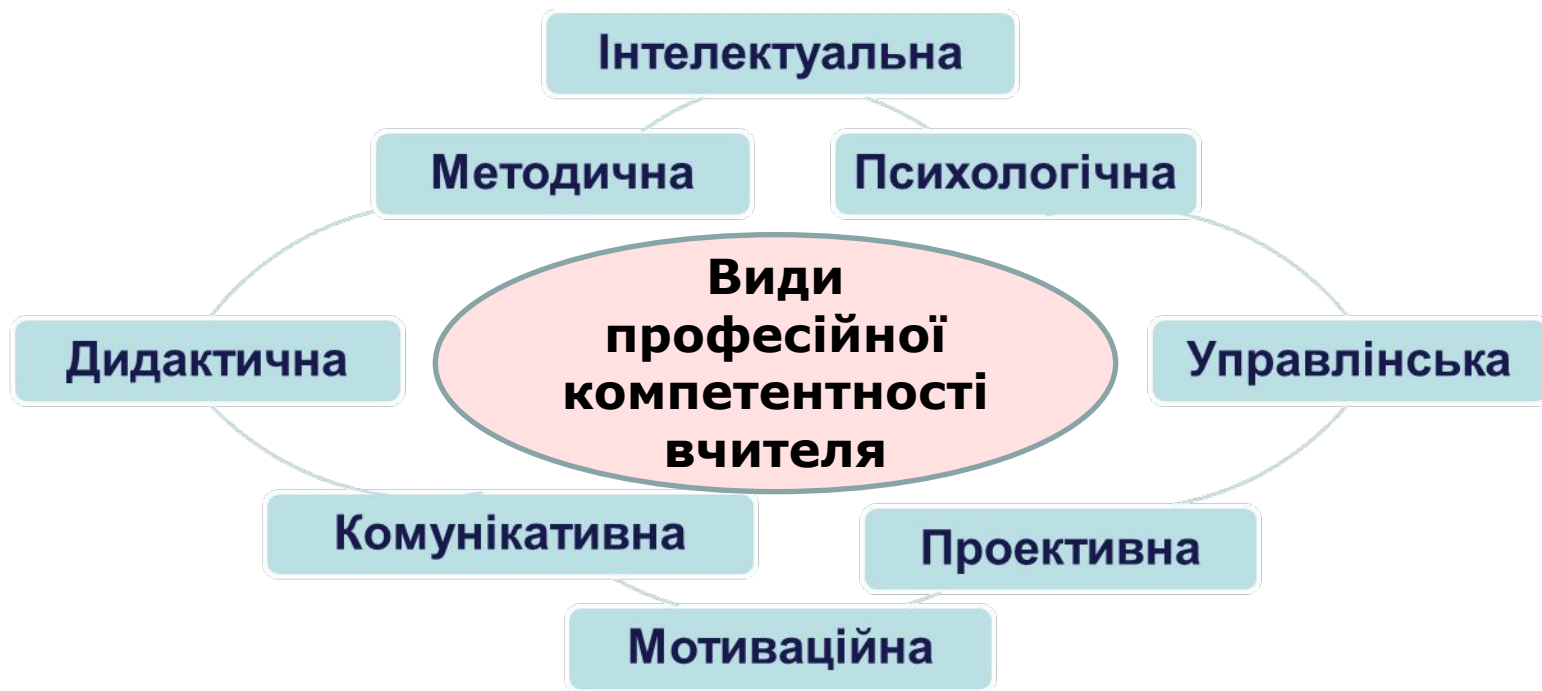 Інтелектуальна
Методична
Психологічна
Види
професійної
компетентності
вчителя
Дидактична
Управлінська
Комунікативна
Проективна
Мотиваційна